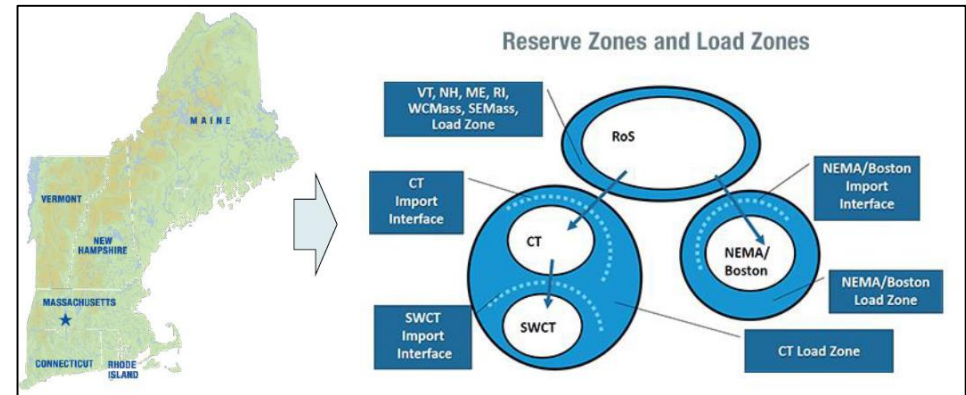 MAINE
VERMONT
NEW
HAMPSHIRE
MASSACHUSETTS
CONNECTICUT
RHODE
ISLAND
Reserve Zones and Load Zones
VT, NH, ME, RI,
WCMass, SEMass,
Load Zone
RoS
CT
Import
Interface
NEMA/Boston
Import
Interface
CT
NEMA/
Boston
SWCT
Import
Interface
SWCT
NEMA/Boston
Load Zone
CT Load Zone